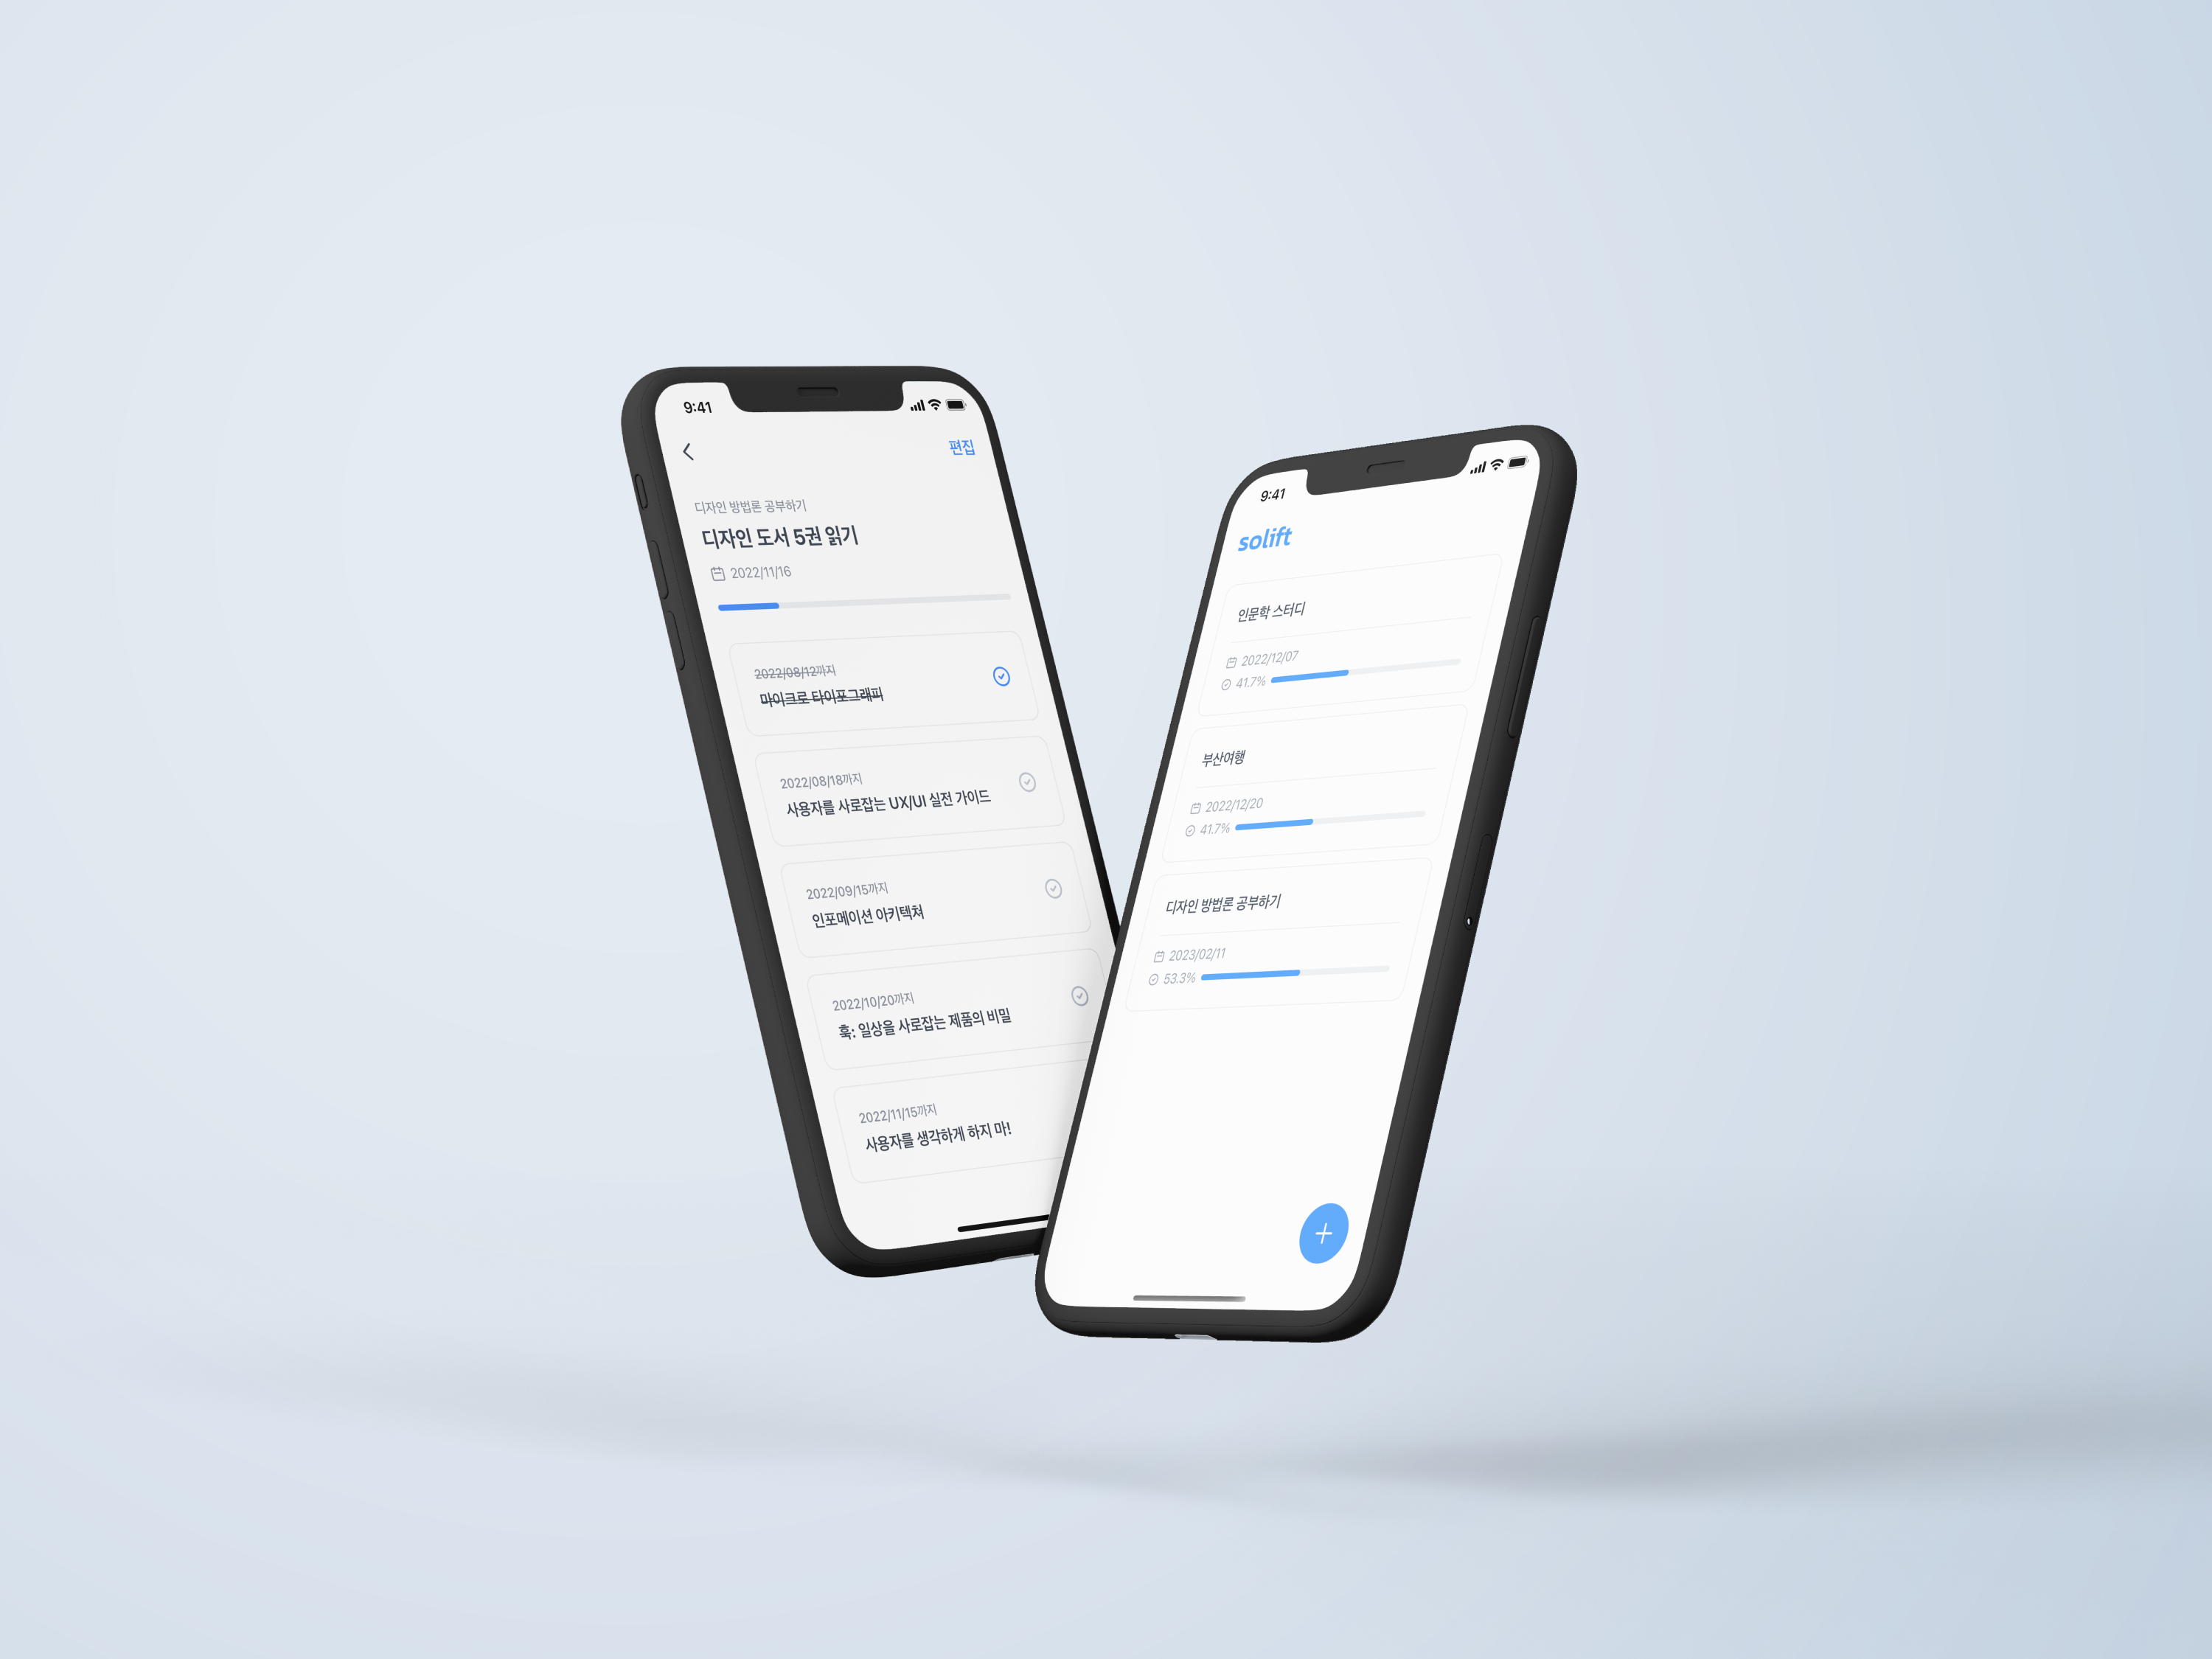 9:41
편집
디자인 방법론 공부하기
디자인 도서 5권 읽기
2022/11/16
2022/08/12까지
마이크로 타이포그래피
2022/08/18까지
사용자를 사로잡는 UX/UI 실전 가이드
2022/09/15까지
인포메이션 아키텍쳐
2022/10/20까지
훅: 일상을 사로잡는 제품의 비밀
2022/11/15까지
사용자를 생각하게 하지 마!
9:41
solift
인문학 스터디
2022/12/07
41.7%
부산여행
2022/12/20
41.7%
디자인 방법론 공부하기
2023/02/11
53.3%